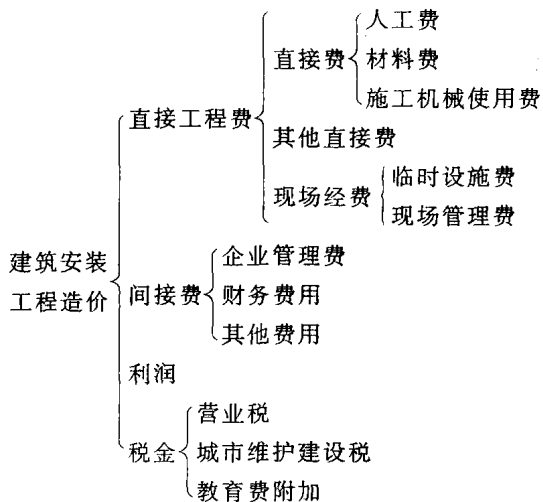 人工费
直接费
材料费
施工机械使用费
直接工程费
其他直接费
临时设施费
现场经费
现场管理费
建筑安装
工程造价
企业管理费
间接费
财务费用
其他费用
利润
营业税
税金
城市维护建设税
教育费附加